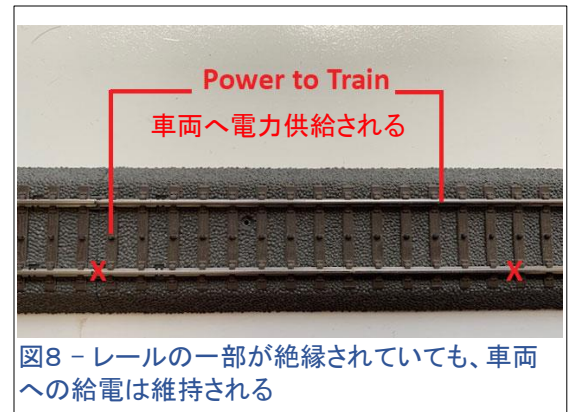 Power to Train
車両へ電力供給される
X X
図8 – レールの一部が絶縁されていても、車両
への給電は維持される